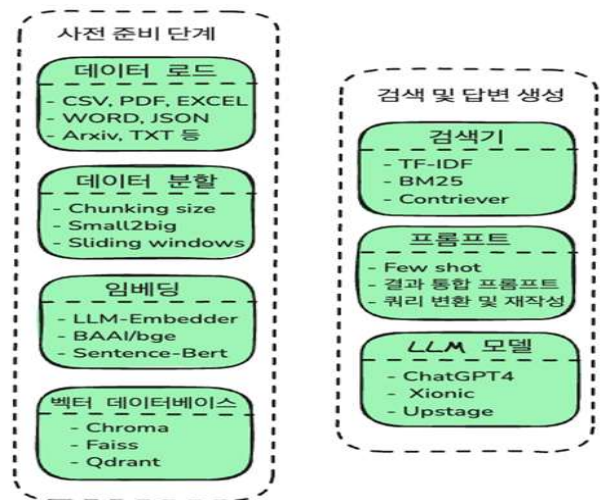 사전 준비 단계
데이터 로드
- CSV, PDF, EXCEL
- WORD, JSON
- Arxiv, TXT 등
데이터 분할
- Chunking size
- Small2big
- Sliding windows
임베딩
- LLM-Embedder
- BAAI/bge
- Sentence-Bert
벡터 데이터베이스
- Chroma
- Faiss
- Qdrant
검색 및 답변 생성
검색기
- TF-IDF
- BM25
- Contriever
프롬프트
- Few shot
- 결과 통합 프롬프트
- 쿼리 변환 및 재작성
LLM 모델
- ChatGPT4
- Xionic
- Upstage